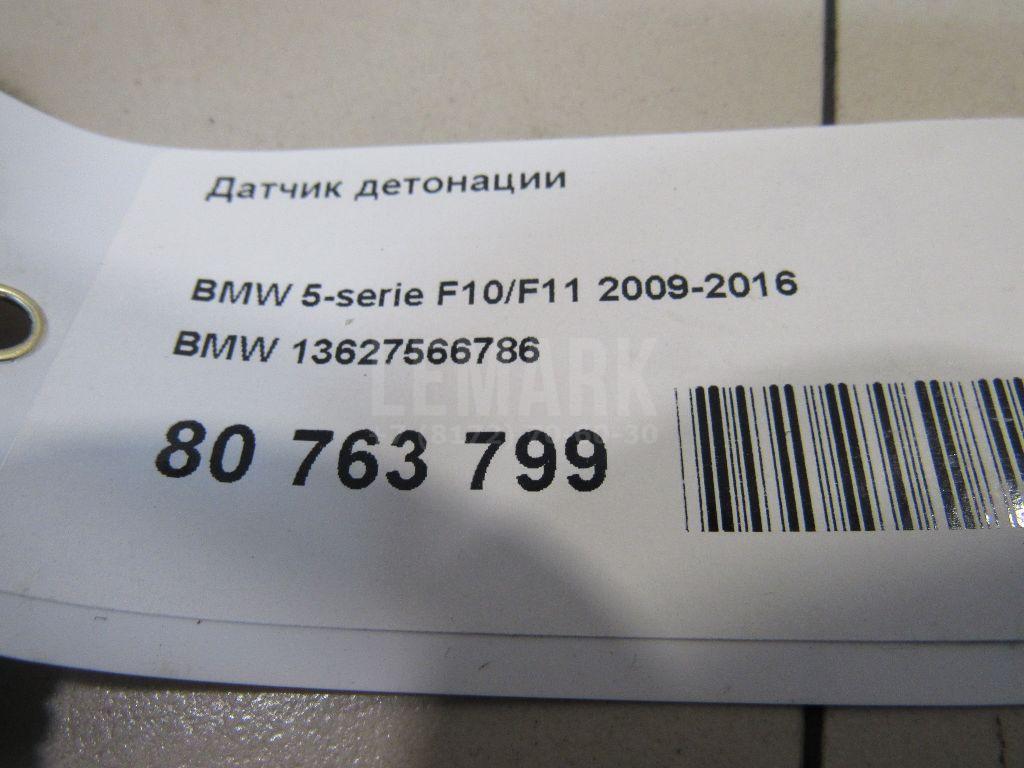 Датчик детонации
BMW 5-serie F10/F11 2009-2016
BMW 13627566786
LEMARK
80 763 799